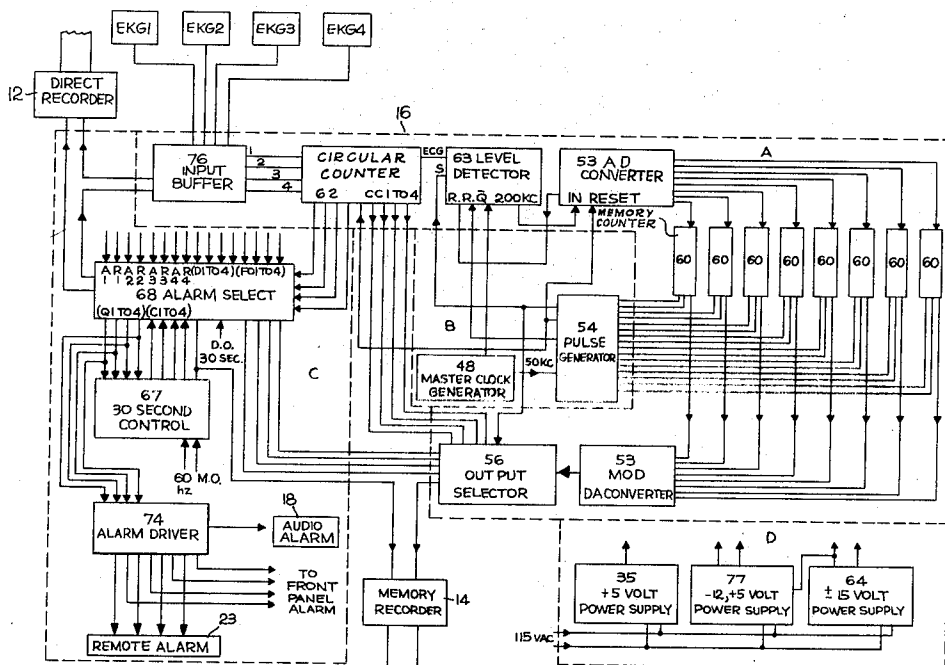 EKG1
EKG2
EKG3
EKG4
12
DIRECT
RECORDER
16
76
INPUT
BUFFER
1
2
3
4
CIRCULAR
COUNTER
62 CC1 TO 4
ECG
S
63 LEVEL
DETECTOR
R.R.Q̄ 200KC
53 A D
CONVERTER
IN RESET
A
MEMORY
COUNTER
60
60
60
60
60
60
60
60
A R A R A R A R (D1 TO 4) (FO1 TO 4)
1 1 2 2 3 3 4 4
68 ALARM SELECT
(Q1 TO 4) (C1 TO 4)
D.O.
30 SEC.
B
C
54
PULSE
GENERATOR
48
MASTER CLOCK
GENERATOR
50KC
67
30 SECOND
CONTROL
60
hz
M.O.
56
OUTPUT
SELECTOR
53
MOD
DA CONVERTER
74
ALARM DRIVER
18
AUDIO
ALARM
TO
FRONT
PANEL
ALARM
23
REMOTE ALARM
MEMORY
RECORDER
14
D
35
+5 VOLT
POWER SUPPLY
77
-12,+5 VOLT
POWER SUPPLY
64
± 15 VOLT
POWER SUPPLY
115 VAC